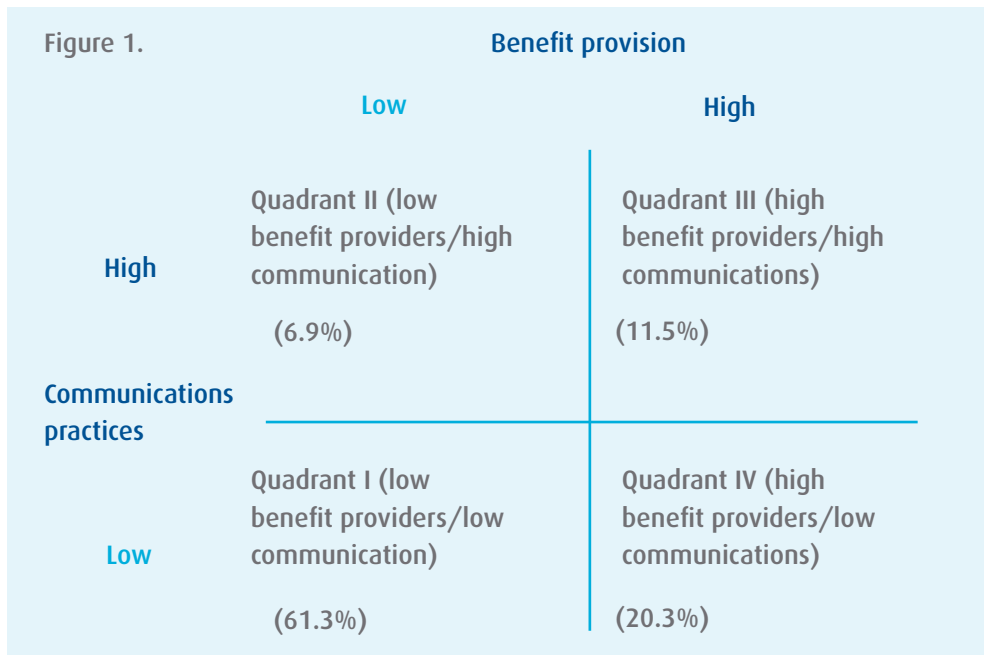 Figure 1.
Benefit provision
Low
High
High
Quadrant II (low
benefit providers/high
communication)
(6.9%)
Quadrant III (high
benefit providers/high
communications)
(11.5%)
Communications
practices
Low
Quadrant I (low
benefit providers/low
communication)
(61.3%)
Quadrant IV (high
benefit providers/low
communications)
(20.3%)